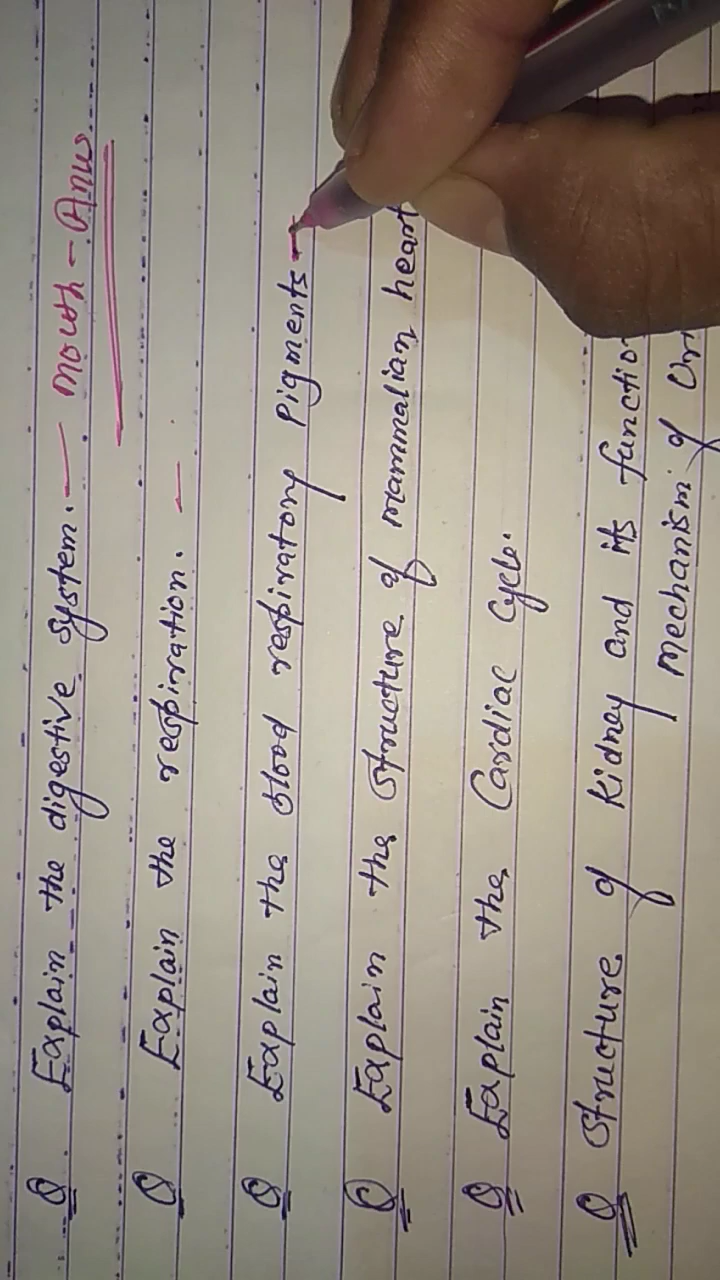 Q. Explain the digestive system. — Mouth - Anus
Q Explain the respiration. —
Q Explain the blood respiratory Pigments -
Q Explain the structure of mammalian heart
Q Explain the Cardiac Cycle.
Q Structure of Kidney and its
mechanism of